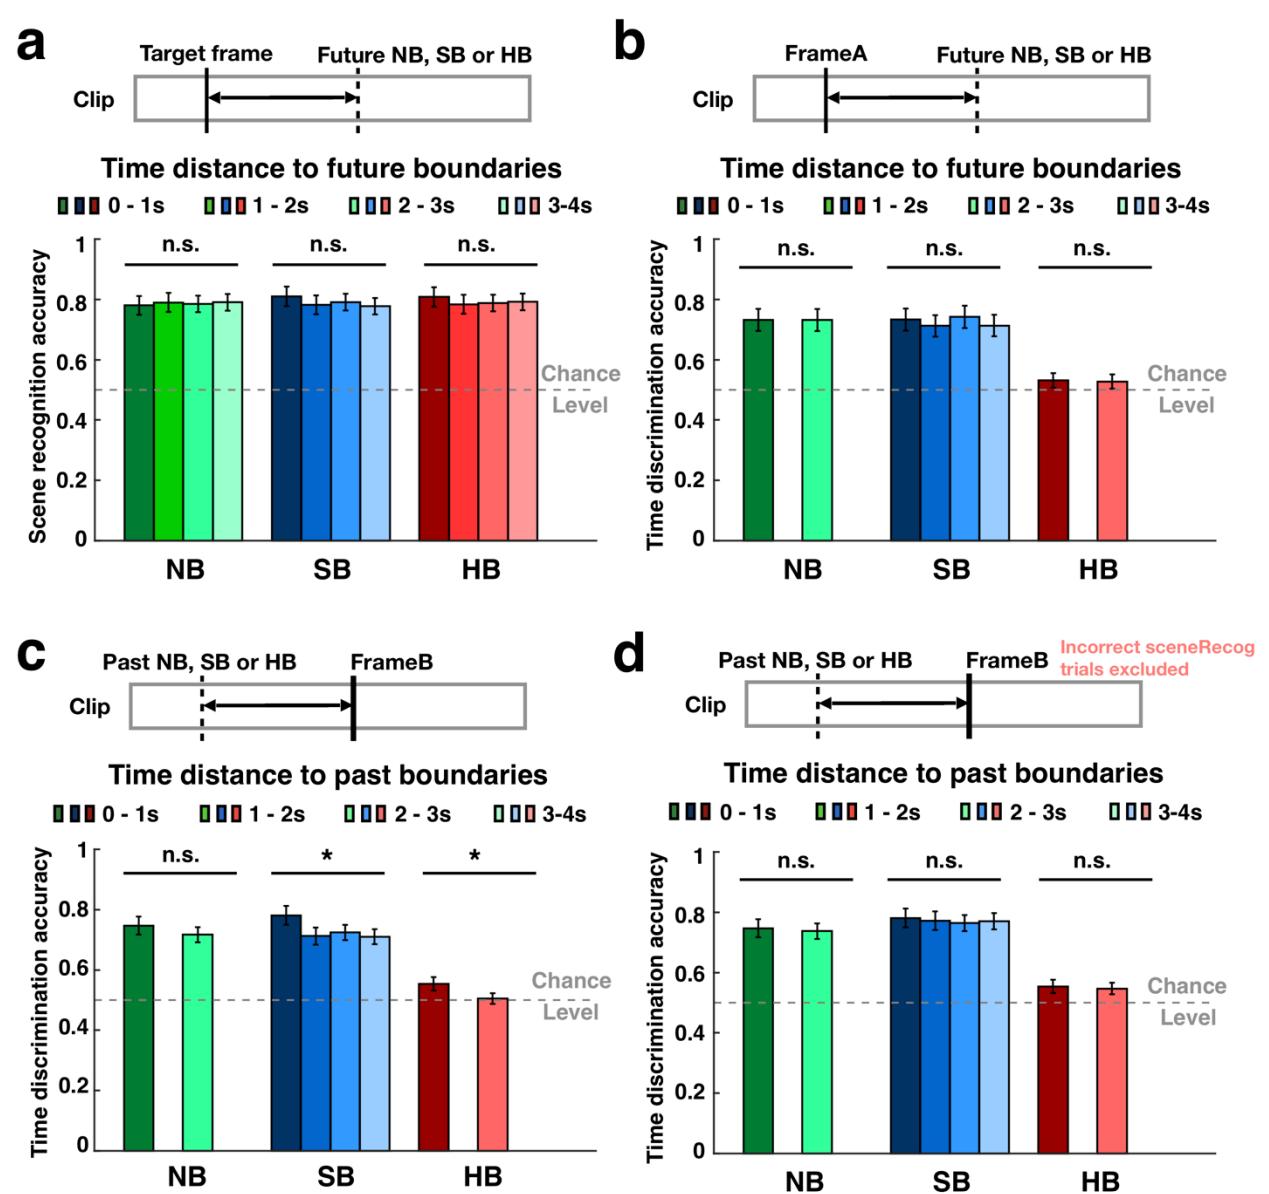 a
Target frame Future NB, SB or HB
Clip
Time distance to future boundaries
0 - 1s 1 - 2s 2 - 3s 3-4s
Scene recognition accuracy
1
0.8
0.6
0.4
0.2
0
n.s. n.s. n.s.
Chance
Level
NB SB HB
b
FrameA Future NB, SB or HB
Clip
Time distance to future boundaries
0 - 1s 1 - 2s 2 - 3s 3-4s
Time discrimination accuracy
1
0.8
0.6
0.4
0.2
0
n.s. n.s. n.s.
Chance
Level
NB SB HB
c
Past NB, SB or HB FrameB
Clip
Time distance to past boundaries
0 - 1s 1 - 2s 2 - 3s 3-4s
Time discrimination accuracy
1
0.8
0.6
0.4
0.2
0
n.s. * *
Chance
Level
NB SB HB
d
Past NB, SB or HB FrameB
Incorrect sceneRecog
trials excluded
Clip
Time distance to past boundaries
0 - 1s 1 - 2s 2 - 3s 3-4s
Time discrimination accuracy
1
0.8
0.6
0.4
0.2
0
n.s. n.s. n.s.
Chance
Level
NB SB HB